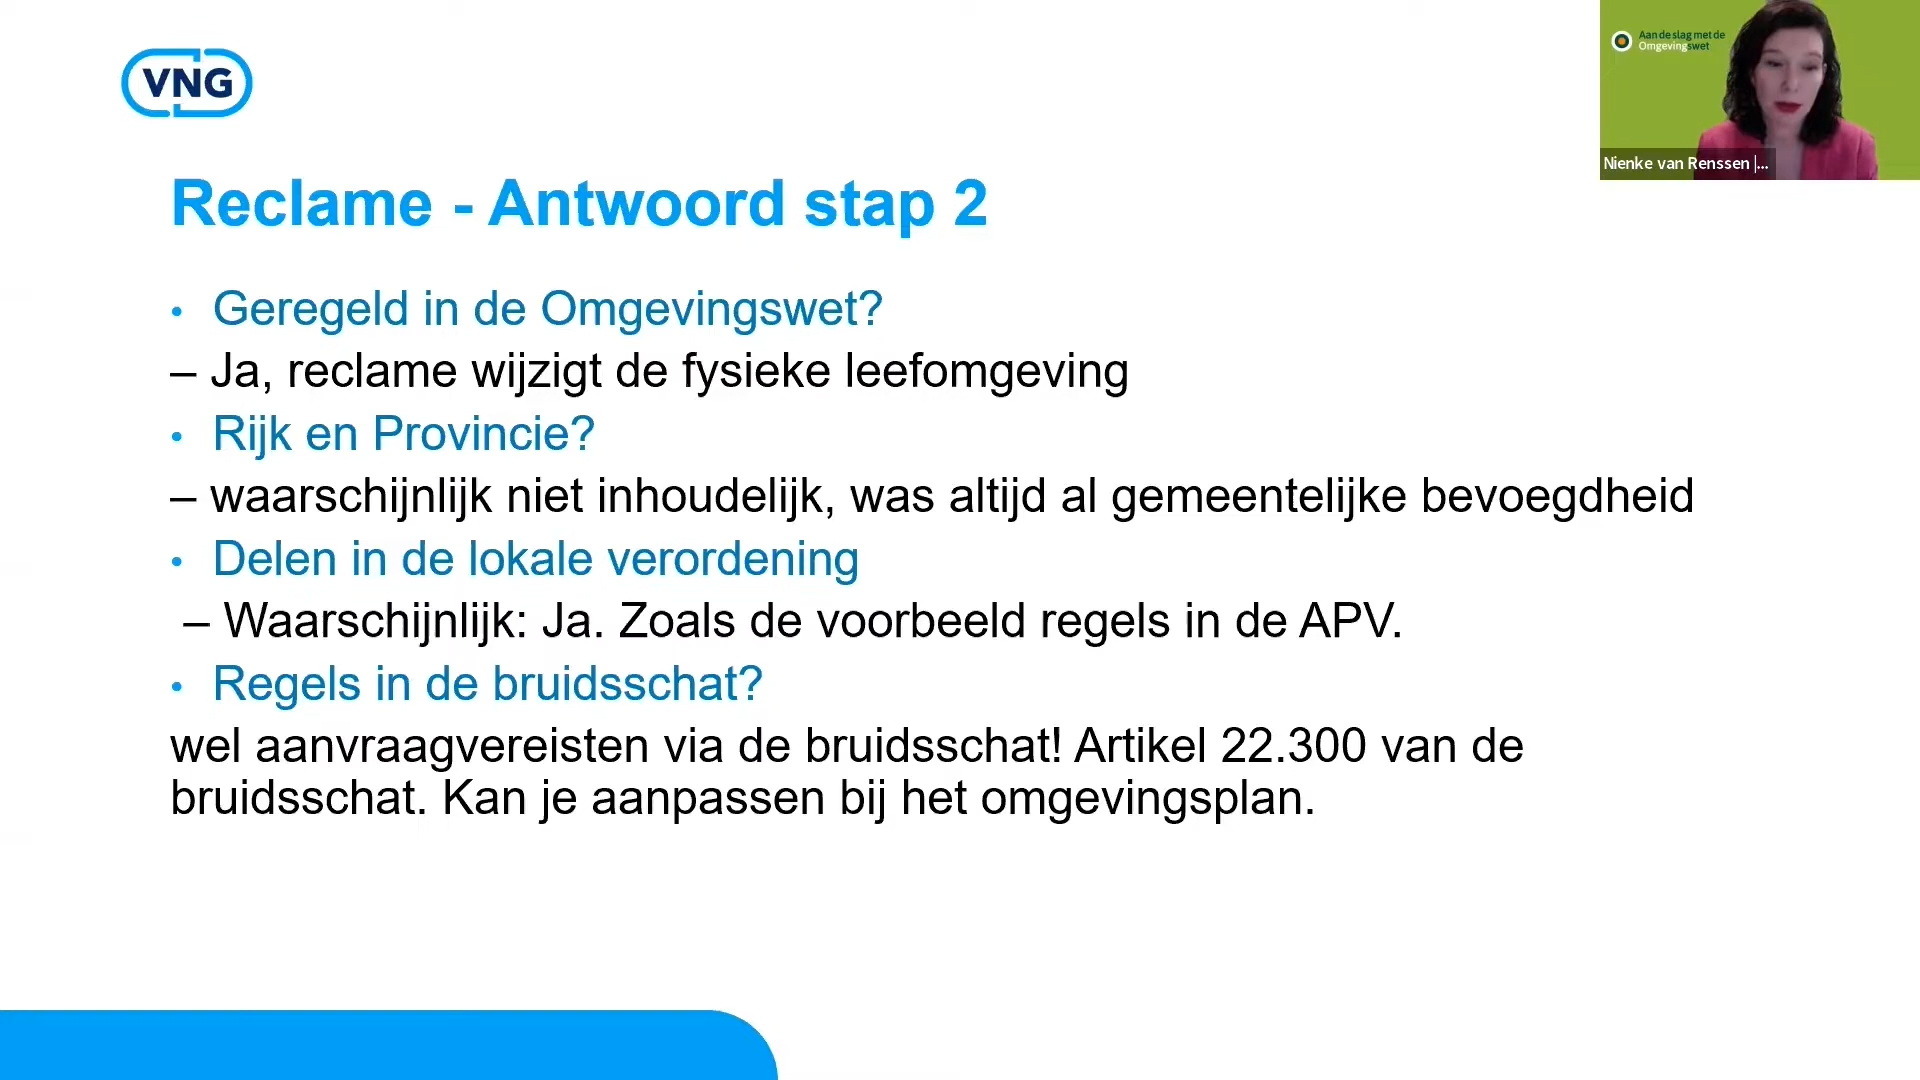 VNG
Aan de slag met de
Omgevingswet
Nienke van Renssen |...
Reclame - Antwoord stap 2
• Geregeld in de Omgevingswet?
– Ja, reclame wijzigt de fysieke leefomgeving
• Rijk en Provincie?
– waarschijnlijk niet inhoudelijk, was altijd al gemeentelijke bevoegdheid
• Delen in de lokale verordening
– Waarschijnlijk: Ja. Zoals de voorbeeld regels in de APV.
• Regels in de bruidsschat?
wel aanvraagvereisten via de bruidsschat! Artikel 22.300 van de
bruidsschat. Kan je aanpassen bij het omgevingsplan.